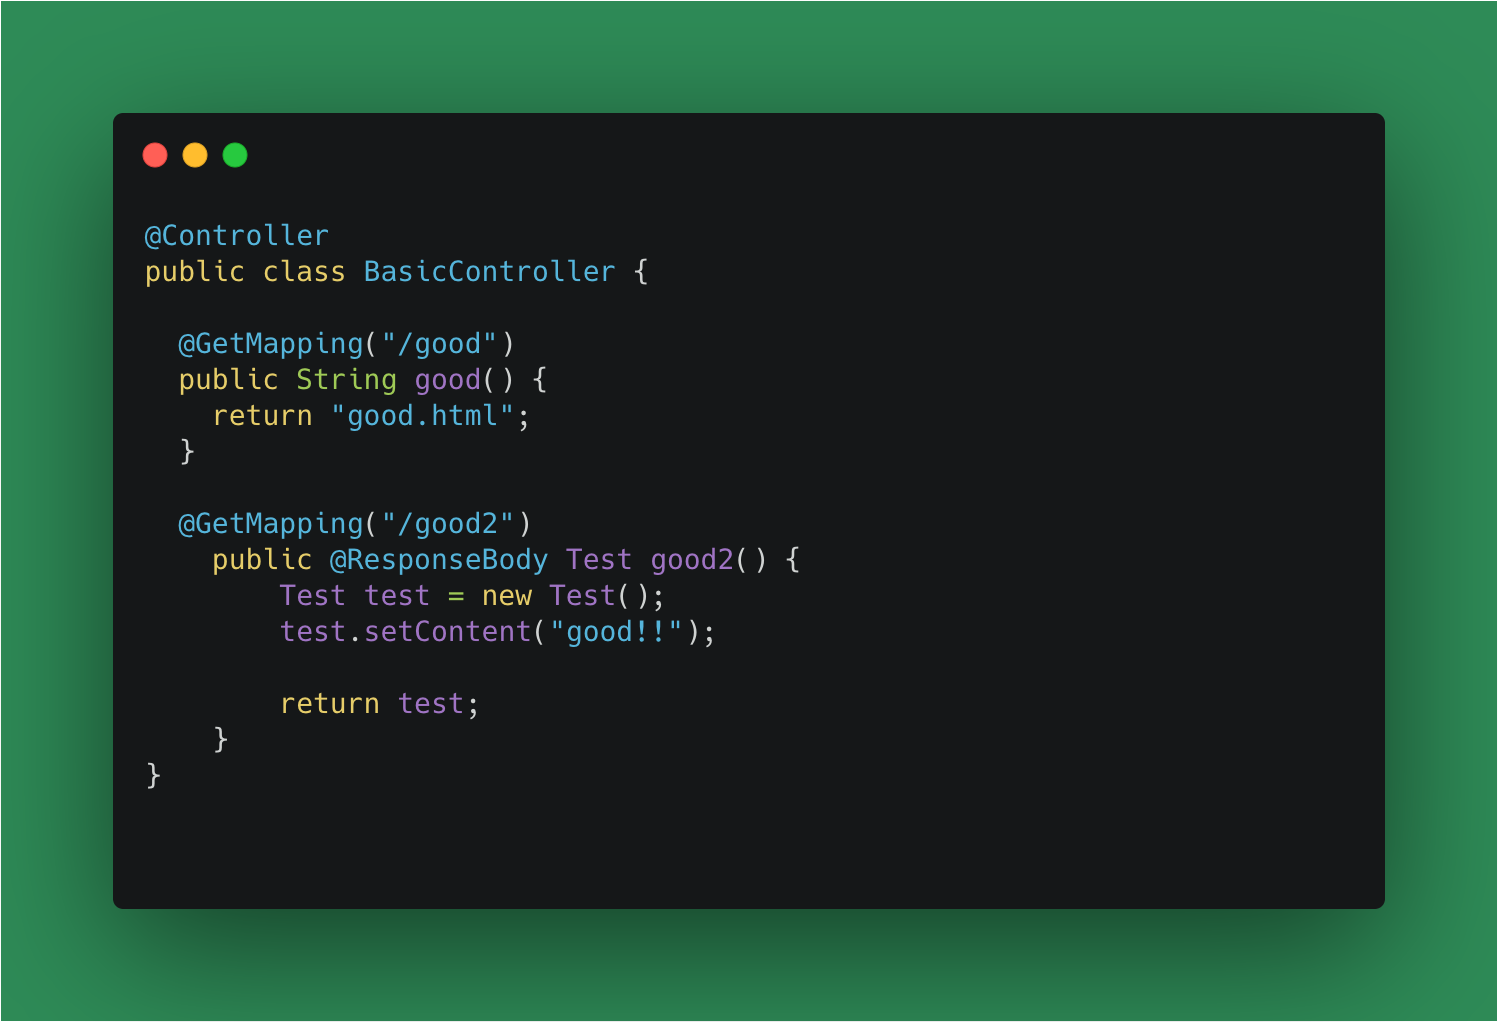 @Controller
public class BasicController {
@GetMapping("/good")
public String good() {
return "good.html";
}
@GetMapping("/good2")
public @ResponseBody Test good2() {
Test test = new Test();
test.setContent("good!!");
return test;
}
}